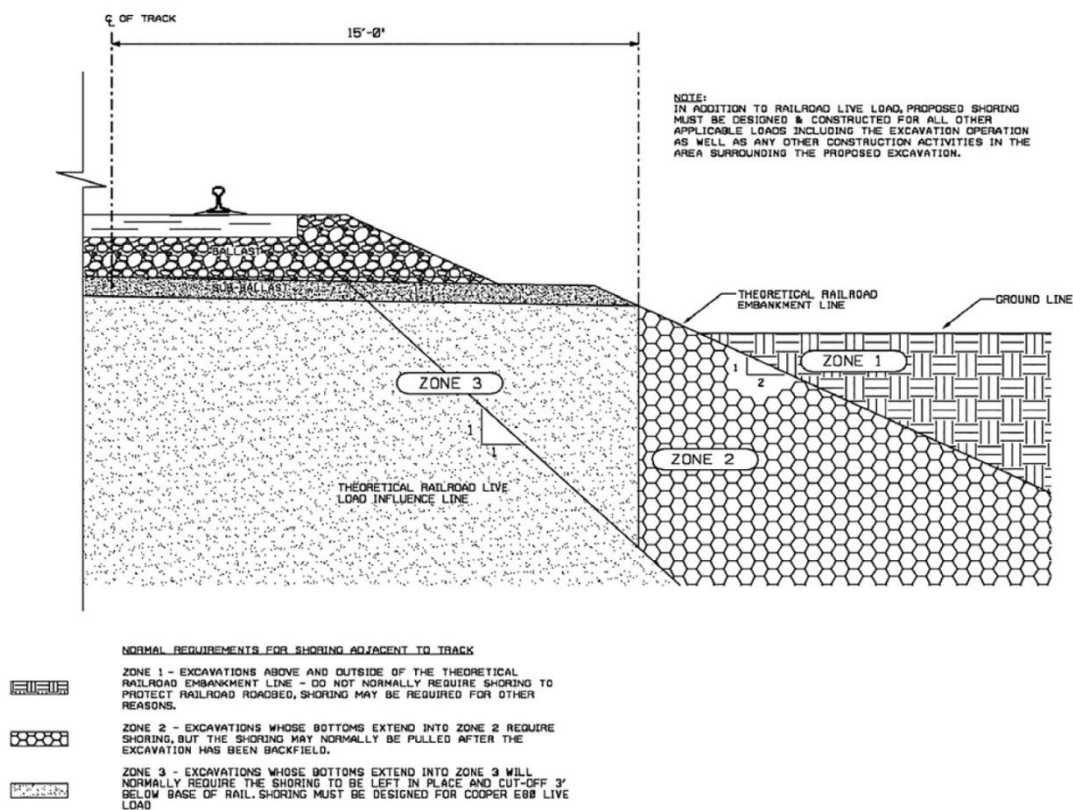 ℄ OF TRACK
15'-0"
NOTE:
IN ADDITION TO RAILROAD LIVE LOAD, PROPOSED SHORING
MUST BE DESIGNED & CONSTRUCTED FOR ALL OTHER
APPLICABLE LOADS INCLUDING THE EXCAVATION OPERATION
AS WELL AS ANY OTHER CONSTRUCTION ACTIVITIES IN THE
AREA SURROUNDING THE PROPOSED EXCAVATION.
BALLAST
SUB-BALLAST
THEORETICAL RAILROAD
EMBANKMENT LINE
GROUND LINE
ZONE 1
1
2
ZONE 3
1
1
ZONE 2
THEORETICAL RAILROAD LIVE
LOAD INFLUENCE LINE
NORMAL REQUIREMENTS FOR SHORING ADJACENT TO TRACK
ZONE 1 - EXCAVATIONS ABOVE AND OUTSIDE OF THE THEORETICAL
RAILROAD EMBANKMENT LINE - DO NOT NORMALLY REQUIRE SHORING TO
PROTECT RAILROAD ROADBED, SHORING MAY BE REQUIRED FOR OTHER
REASONS.
ZONE 2 - EXCAVATIONS WHOSE BOTTOMS EXTEND INTO ZONE 2 REQUIRE
SHORING, BUT THE SHORING MAY NORMALLY BE PULLED AFTER THE
EXCAVATION HAS BEEN BACKFIELD.
ZONE 3 - EXCAVATIONS WHOSE BOTTOMS EXTEND INTO ZONE 3 WILL
NORMALLY REQUIRE THE SHORING TO BE LEFT IN PLACE AND CUT-OFF 3'
BELOW BASE OF RAIL. SHORING MUST BE DESIGNED FOR COOPER E80 LIVE
LOAD